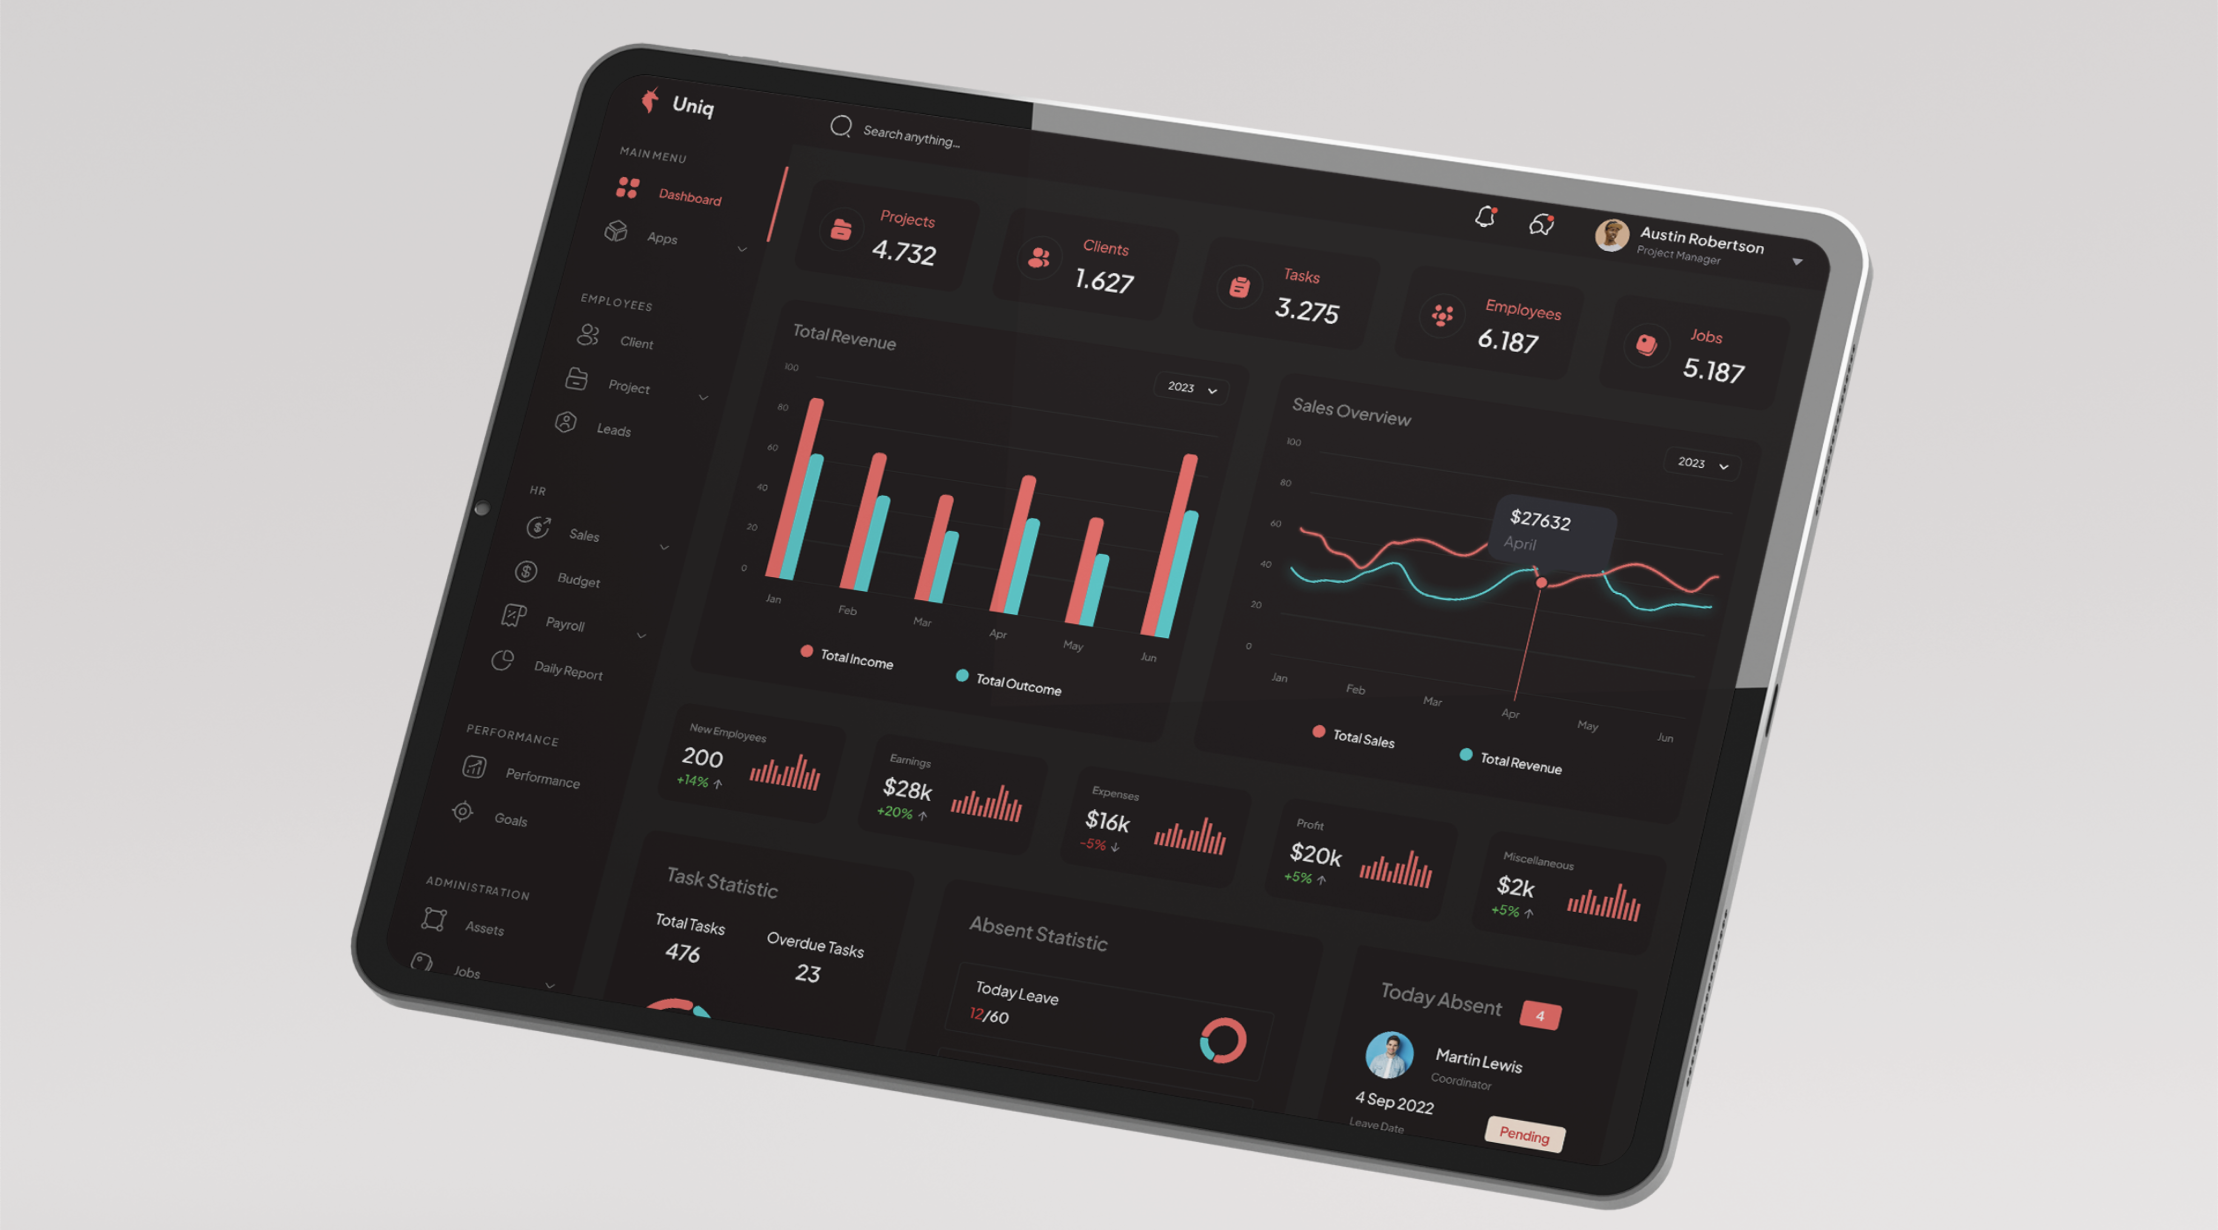 Uniq
Search anything...
Austin Robertson
Project Manager
MAIN MENU
Dashboard
Apps
EMPLOYEES
Client
Project
Leads
HR
Sales
Budget
Payroll
Daily Report
PERFORMANCE
Performance
Goals
ADMINISTRATION
Assets
Jobs
Projects
4.732
Clients
1.627
Tasks
3.275
Employees
6.187
Jobs
5.187
Total Revenue
2023
100
80
60
40
20
0
Jan
Feb
Mar
Apr
May
Jun
Total Income
Total Outcome
Sales Overview
2023
100
80
60
40
20
0
$27632
April
Jan
Feb
Mar
Apr
May
Jun
Total Sales
Total Revenue
New Employees
200
+14%
Earnings
$28k
+20%
Expenses
$16k
-5%
Profit
$20k
+5%
Miscellaneous
$2k
+5%
Task Statistic
Total Tasks
476
Overdue Tasks
23
Absent Statistic
Today Leave
12/60
Today Absent
4
Martin Lewis
Coordinator
4 Sep 2022
Leave Date
Pending